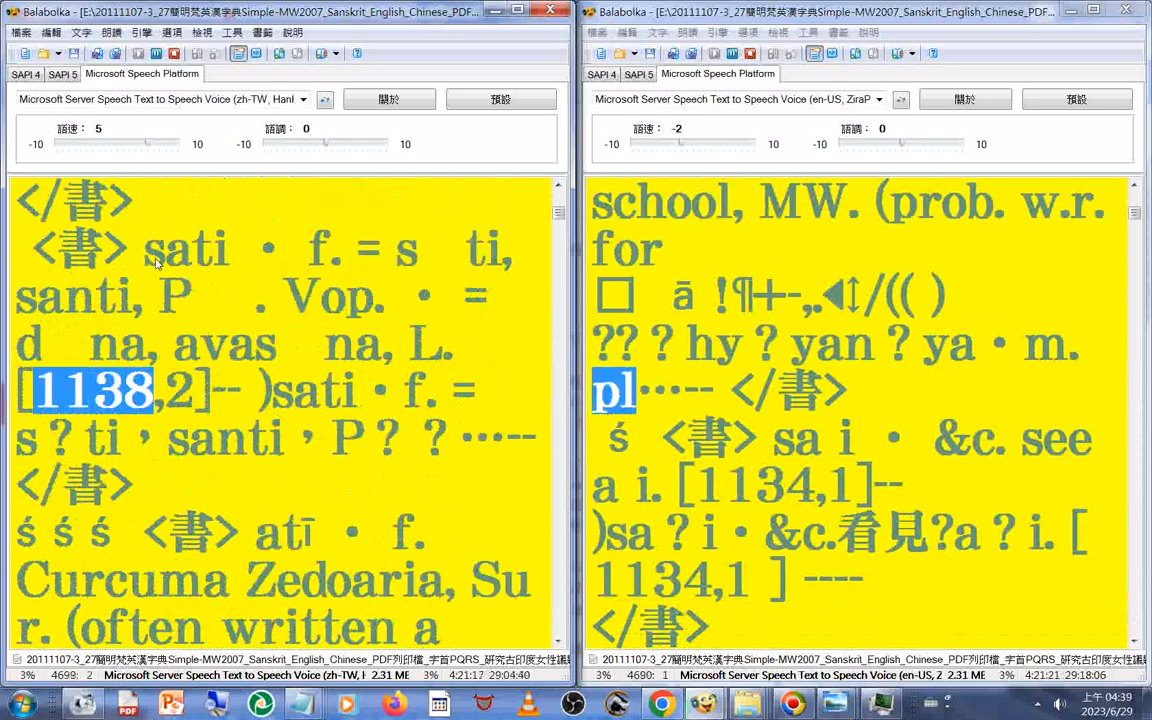 Balabolka - [E:\20111107-3_27簡明梵英漢字典Simple-MW2007_Sanskrit_English_Chinese_PDF...
檔案 編輯 文字 朗讀 引擎 選項 檢視 工具 書籤 說明
SAPI 4 SAPI 5 Microsoft Speech Platform
Microsoft Server Speech Text to Speech Voice (zh-TW, Hanl
關於 預設
語速: 5 語調: 0
-10 10 -10 10
</書>
<書> sati • f. = s ti,
santi, P . Vop. • =
d na, avas na, L.
[1138,2]-- )sati•f. =
s?ti,santi,P? ?…--
</書>
ś ś ś <書> atī • f.
Curcuma Zedoaria, Su
r. (often written a
20111107-3_27簡明梵英漢字典Simple-MW2007_Sanskrit_English_Chinese_PDF列印檔_字首PQRS_研究古印度女性議
3% 4699: 2 Microsoft Server Speech Text to Speech Voice (zh-TW, H 2.31 ME 3% 4:21:17 29:04:40
Balabolka - [E:\20111107-3_27簡明梵英漢字典Simple-MW2007_Sanskrit_English_Chinese_PDF...
檔案 編輯 文字 朗讀 引擎 選項 檢視 工具 書籤 說明
SAPI 4 SAPI 5 Microsoft Speech Platform
Microsoft Server Speech Text to Speech Voice (en-US, ZiraP
關於 預設
語速: -2 語調: 0
-10 10 -10 10
school, MW. (prob. w.r.
for
□ ā !¶+-,.◀↕/(( )
?? ? hy ? yan ? ya • m.
pl…-- </書>
ś <書> sa i • &c. see
a i. [1134,1]--
)sa?i•&c.看見?a?i. [
1134,1 ] ----
</書>
20111107-3_27簡明梵英漢字典Simple-MW2007_Sanskrit_English_Chinese_PDF列印檔_字首PQRS_研究古印度女性議題
3% 4690: 1 Microsoft Server Speech Text to Speech Voice (en-US, Z 2.31 ME 3% 4:21:21 29:18:06
上午 04:39
2023/6/29